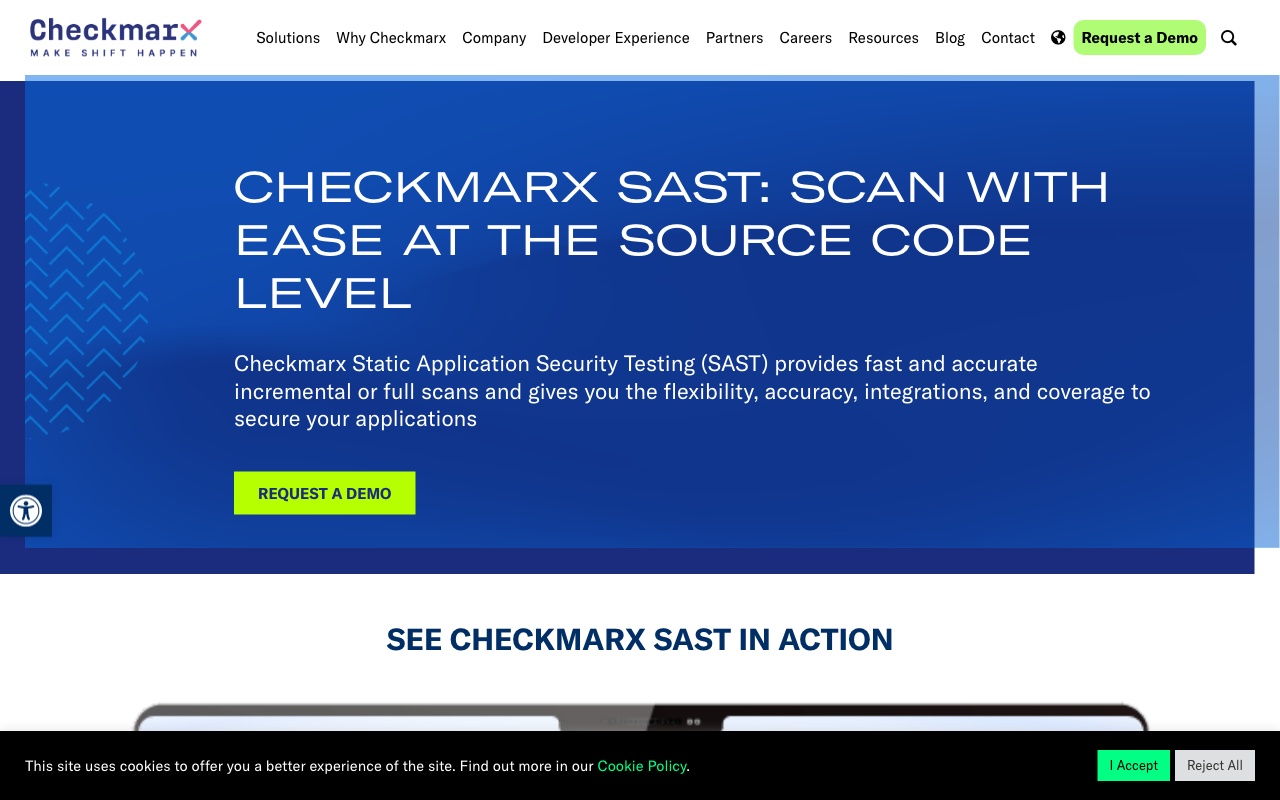 Checkmarx
MAKE SHIFT HAPPEN
Solutions Why Checkmarx Company Developer Experience Partners Careers Resources Blog Contact Request a Demo
CHECKMARX SAST: SCAN WITH
EASE AT THE SOURCE CODE
LEVEL
Checkmarx Static Application Security Testing (SAST) provides fast and accurate
incremental or full scans and gives you the flexibility, accuracy, integrations, and coverage to
secure your applications
REQUEST A DEMO
SEE CHECKMARX SAST IN ACTION
This site uses cookies to offer you a better experience of the site. Find out more in our Cookie Policy.
I Accept Reject All